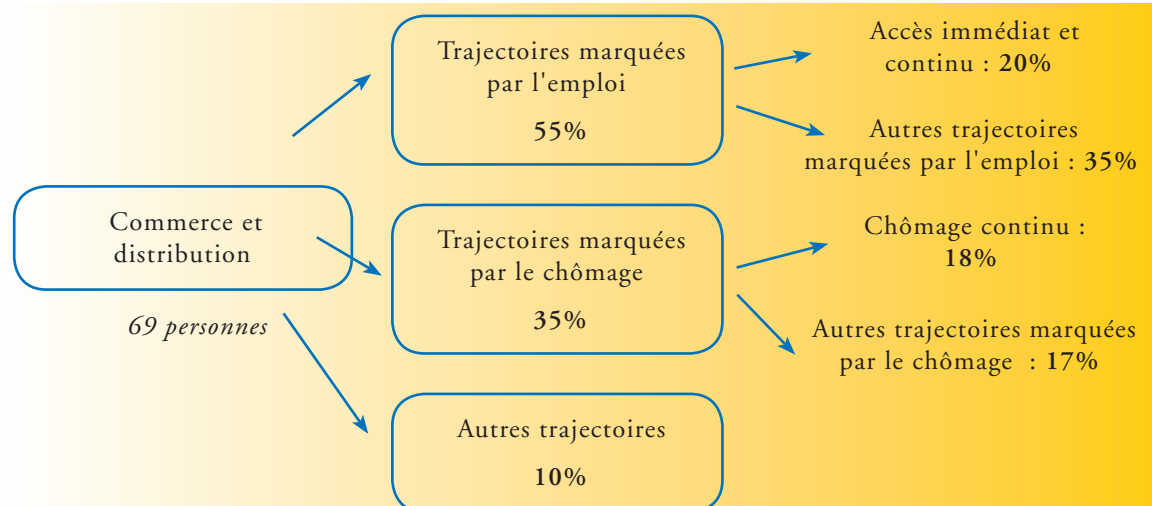 Commerce et
distribution
69 personnes
Trajectoires marquées
par l'emploi
55%
Accès immédiat et
continu : 20%
Autres trajectoires
marquées par l'emploi : 35%
Trajectoires marquées
par le chômage
35%
Chômage continu :
18%
Autres trajectoires marquées
par le chômage  : 17%
Autres trajectoires
10%